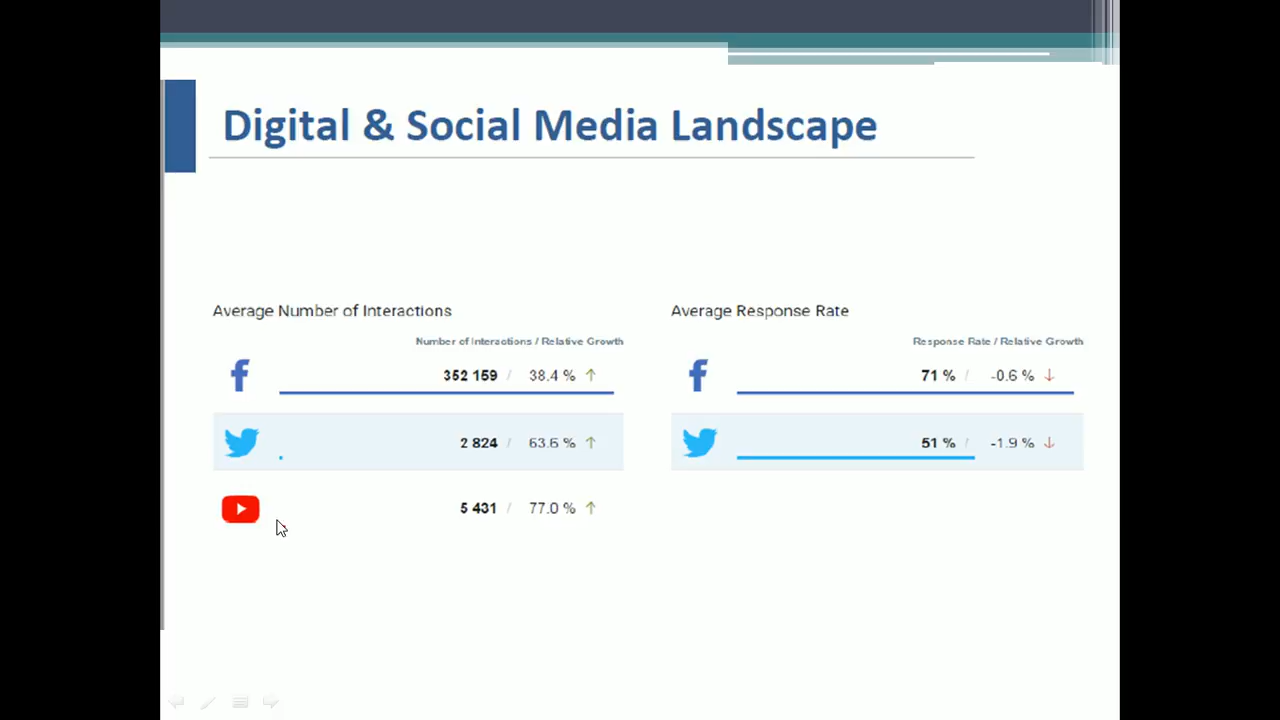 Digital & Social Media Landscape
Average Number of Interactions
Number of Interactions / Relative Growth
352 159 / 38.4 % ↑
2 824 / 63.6 % ↑
5 431 / 77.0 % ↑
Average Response Rate
Response Rate / Relative Growth
71 % / -0.6 % ↓
51 % / -1.9 % ↓